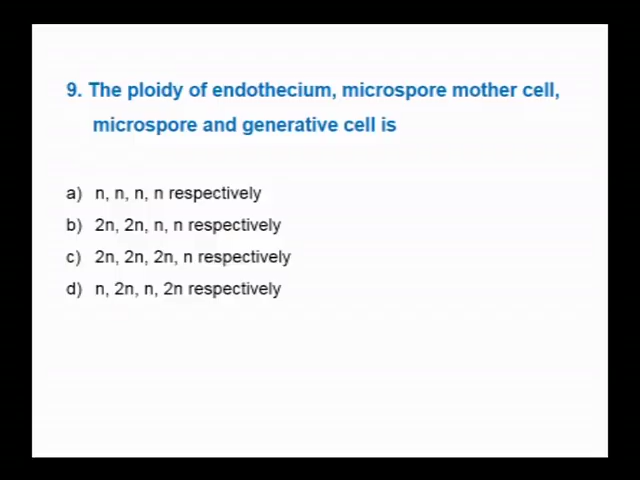 9. The ploidy of endothecium, microspore mother cell,
microspore and generative cell is
a) n, n, n, n respectively
b) 2n, 2n, n, n respectively
c) 2n, 2n, 2n, n respectively
d) n, 2n, n, 2n respectively